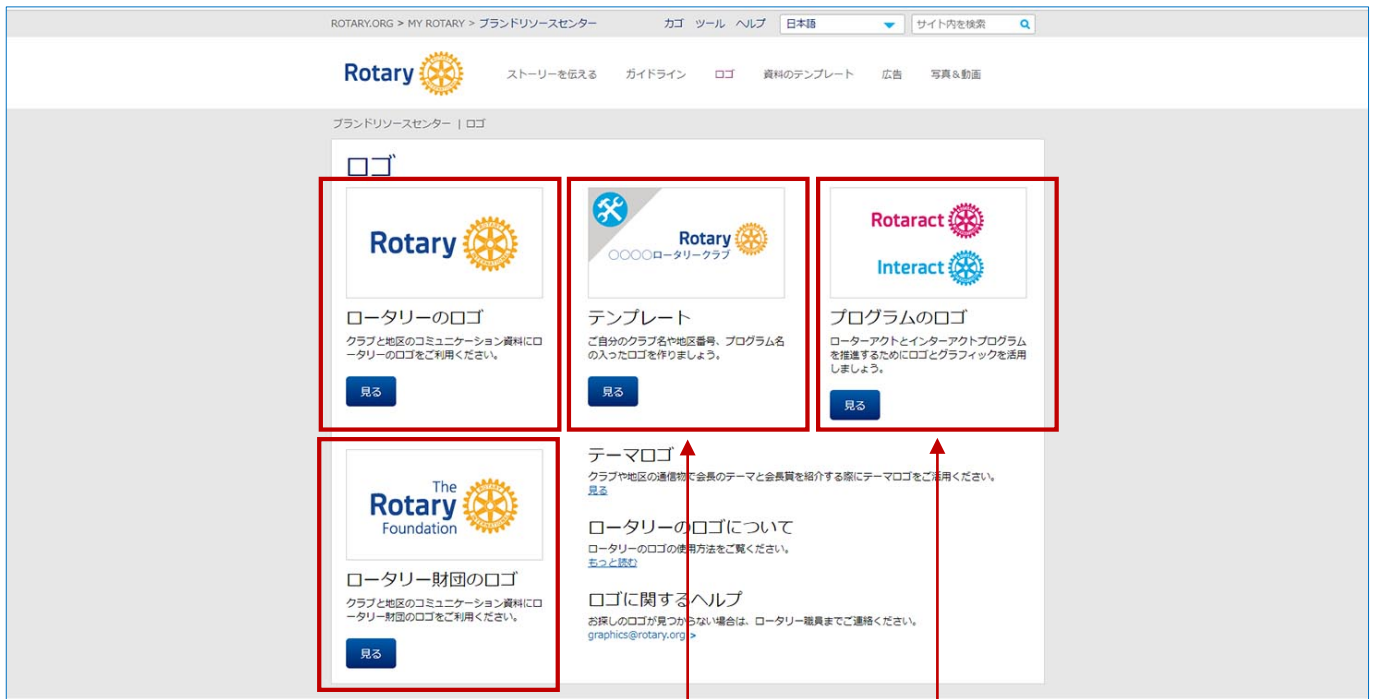 ROTARY.ORG > MY ROTARY > ブランドリソースセンター カゴ ツール ヘルプ 日本語 サイト内を検索
Rotary ストーリーを伝える ガイドライン ロゴ 資料のテンプレート 広告 写真&動画
ブランドリソースセンター | ロゴ
ロゴ
Rotary
ロータリーのロゴ
クラブと地区のコミュニケーション資料にロ
ータリーのロゴをご利用ください。
見る
Rotary
○○○○ロータリークラブ
テンプレート
ご自分のクラブ名や地区番号、プログラム名
の入ったロゴを作りましょう。
見る
Rotaract
Interact
プログラムのロゴ
ローターアクトとインターアクトプログラム
を推進するためにロゴとグラフィックを活用
しましょう。
見る
The
Rotary
Foundation
ロータリー財団のロゴ
クラブと地区のコミュニケーション資料にロ
ータリー財団のロゴをご利用ください。
見る
テーマロゴ
クラブや地区の通信物で会長のテーマと会長賞を紹介する際にテーマロゴをご活用ください。
見る
ロータリーのロゴについて
ロータリーのロゴの使用方法をご覧ください。
もっと読む
ロゴに関するヘルプ
お探しのロゴが見つからない場合は、ロータリー職員までご連絡ください。
graphics@rotary.org >